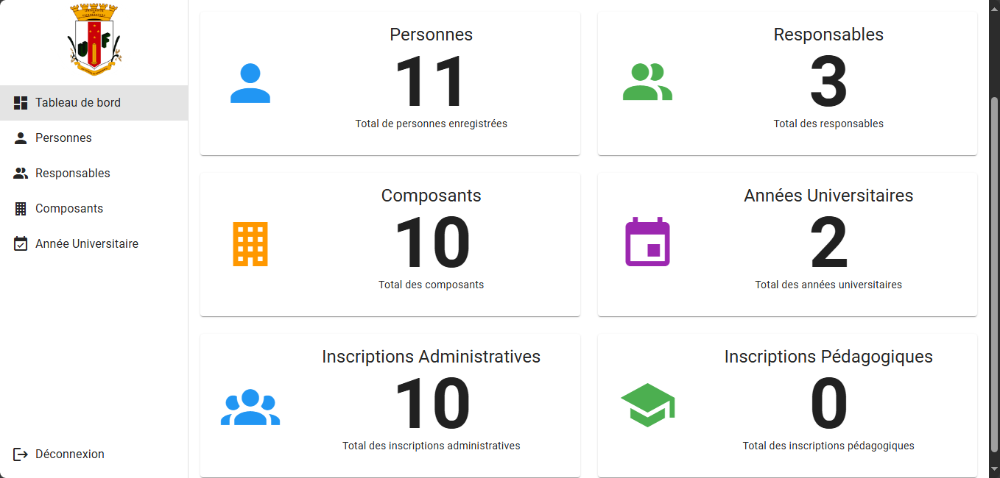 Tableau de bord
Personnes
Responsables
Composants
Année Universitaire
Déconnexion
Personnes
11
Total de personnes enregistrées
Responsables
3
Total des responsables
Composants
10
Total des composants
Années Universitaires
2
Total des années universitaires
Inscriptions Administratives
10
Total des inscriptions administratives
Inscriptions Pédagogiques
0
Total des inscriptions pédagogiques